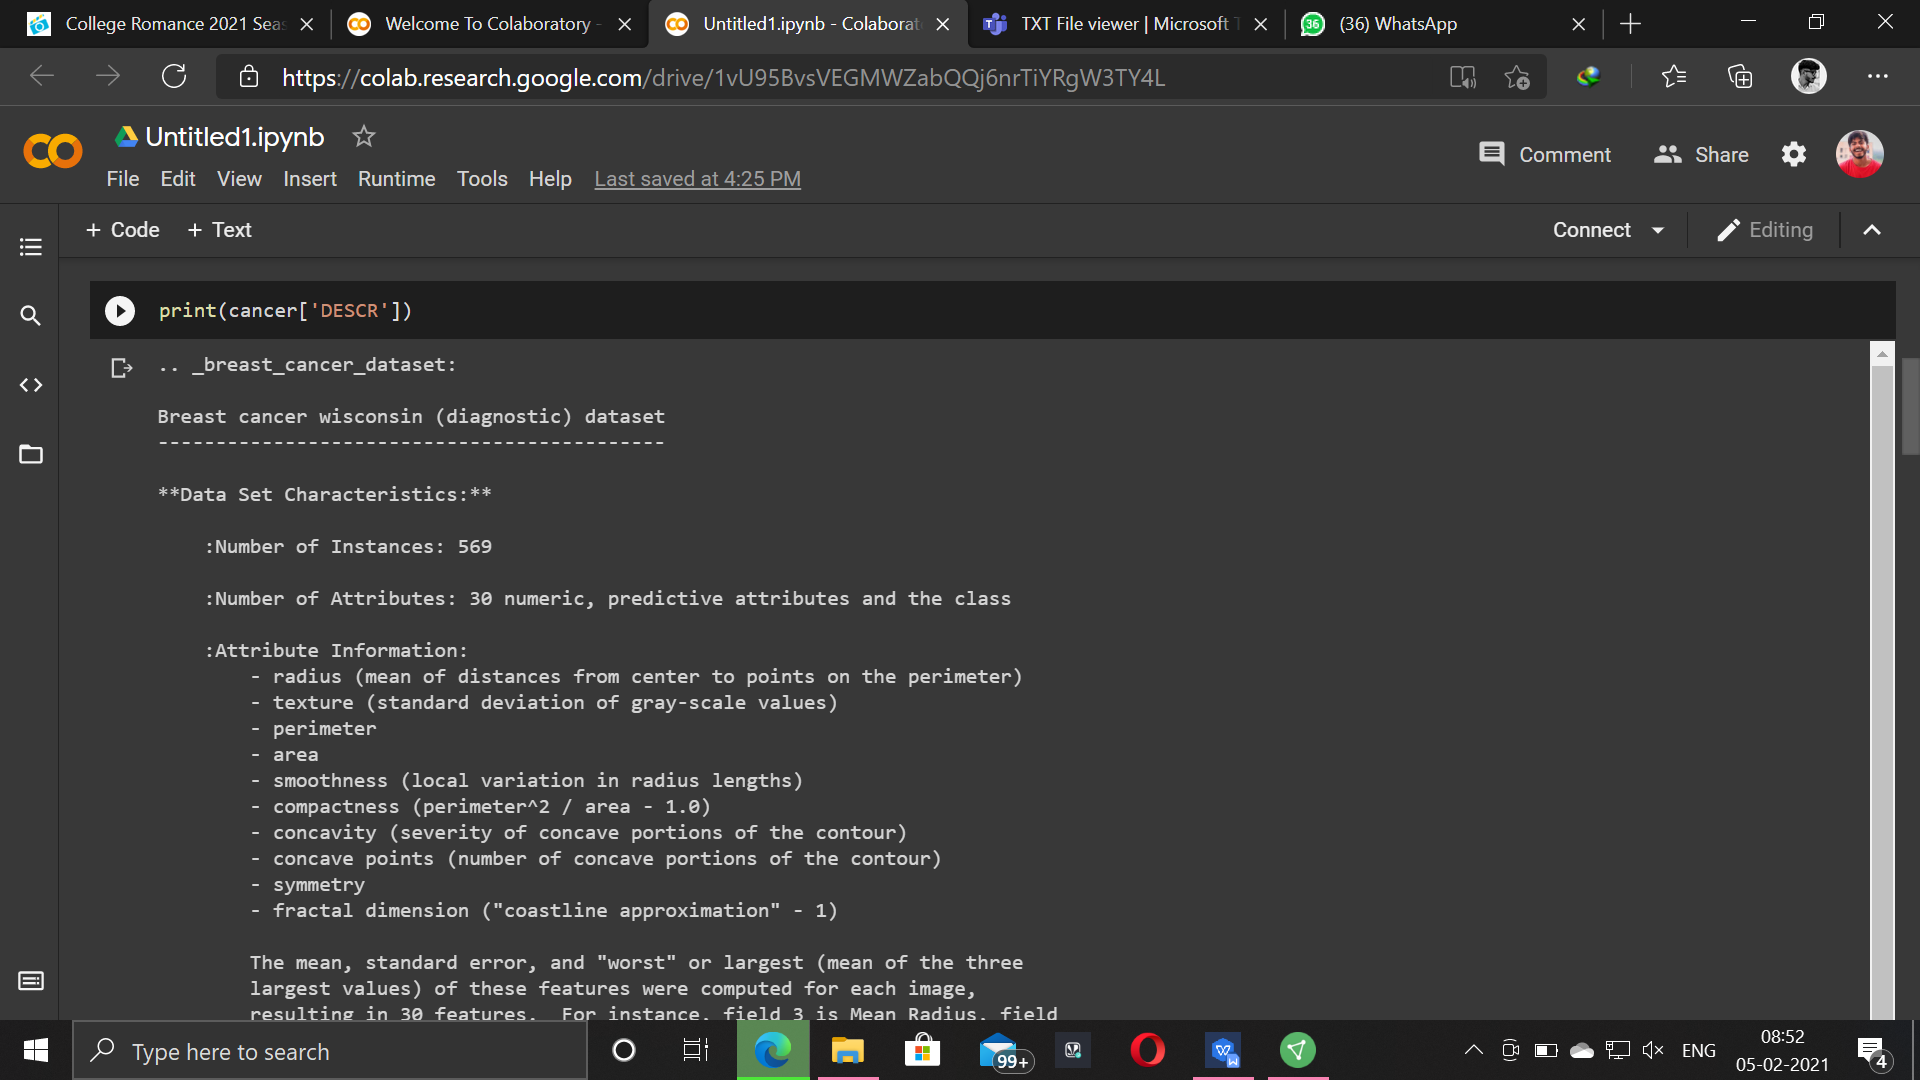 College Romance 2021 Seas
Welcome To Colaboratory -
Untitled1.ipynb - Colaborat
TXT File viewer | Microsoft T
36
(36) WhatsApp
https://colab.research.google.com/drive/1vU95BvsVEGMWZabQQj6nrTiYRgW3TY4L
Untitled1.ipynb
Comment
Share
File Edit View Insert Runtime Tools Help Last saved at 4:25 PM
+ Code + Text
Connect
Editing
print(cancer['DESCR'])
.. _breast_cancer_dataset:
Breast cancer wisconsin (diagnostic) dataset
--------------------------------------------
**Data Set Characteristics:**
:Number of Instances: 569
:Number of Attributes: 30 numeric, predictive attributes and the class
:Attribute Information:
- radius (mean of distances from center to points on the perimeter)
- texture (standard deviation of gray-scale values)
- perimeter
- area
- smoothness (local variation in radius lengths)
- compactness (perimeter^2 / area - 1.0)
- concavity (severity of concave portions of the contour)
- concave points (number of concave portions of the contour)
- symmetry
- fractal dimension ("coastline approximation" - 1)
The mean, standard error, and "worst" or largest (mean of the three
largest values) of these features were computed for each image,
resulting in 30 features. For instance, field 3 is Mean Radius, field
Type here to search
99+
ENG
08:52
05-02-2021
4